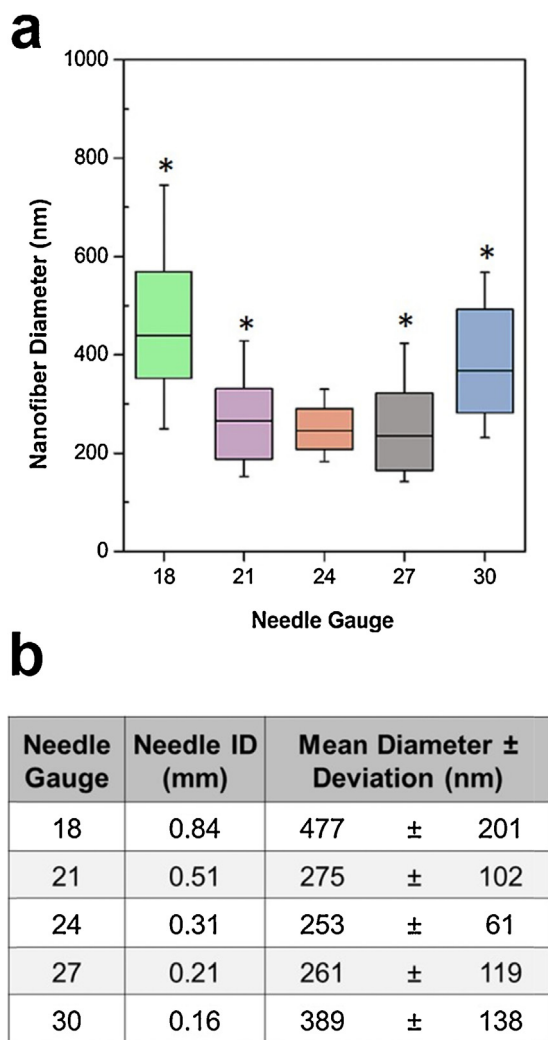 a
1000
800
600
400
200
0
Nanofiber Diameter (nm)
*
*
*
*
18 21 24 27 30
Needle Gauge
b
Needle Gauge Needle ID (mm) Mean Diameter ± Deviation (nm)
18 0.84 477 ± 201
21 0.51 275 ± 102
24 0.31 253 ± 61
27 0.21 261 ± 119
30 0.16 389 ± 138